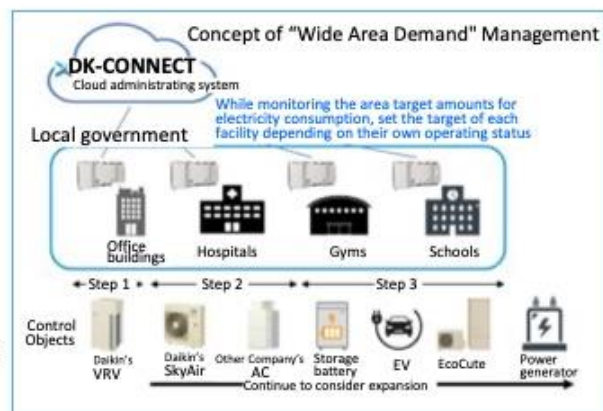 Concept of “Wide Area Demand" Management
DK-CONNECT
Cloud administrating system
While monitoring the area target amounts for
electricity consumption, set the target of each
facility depending on their own operating status
Local government
Office
buildings
Hospitals
Gyms
Schools
Step 1
Step 2
Step 3
Control
Objects
Daikin's
VRV
Daikin's
SkyAir
Other Company's
AC
Storage
battery
EV
EcoCute
Power
generator
Continue to consider expansion